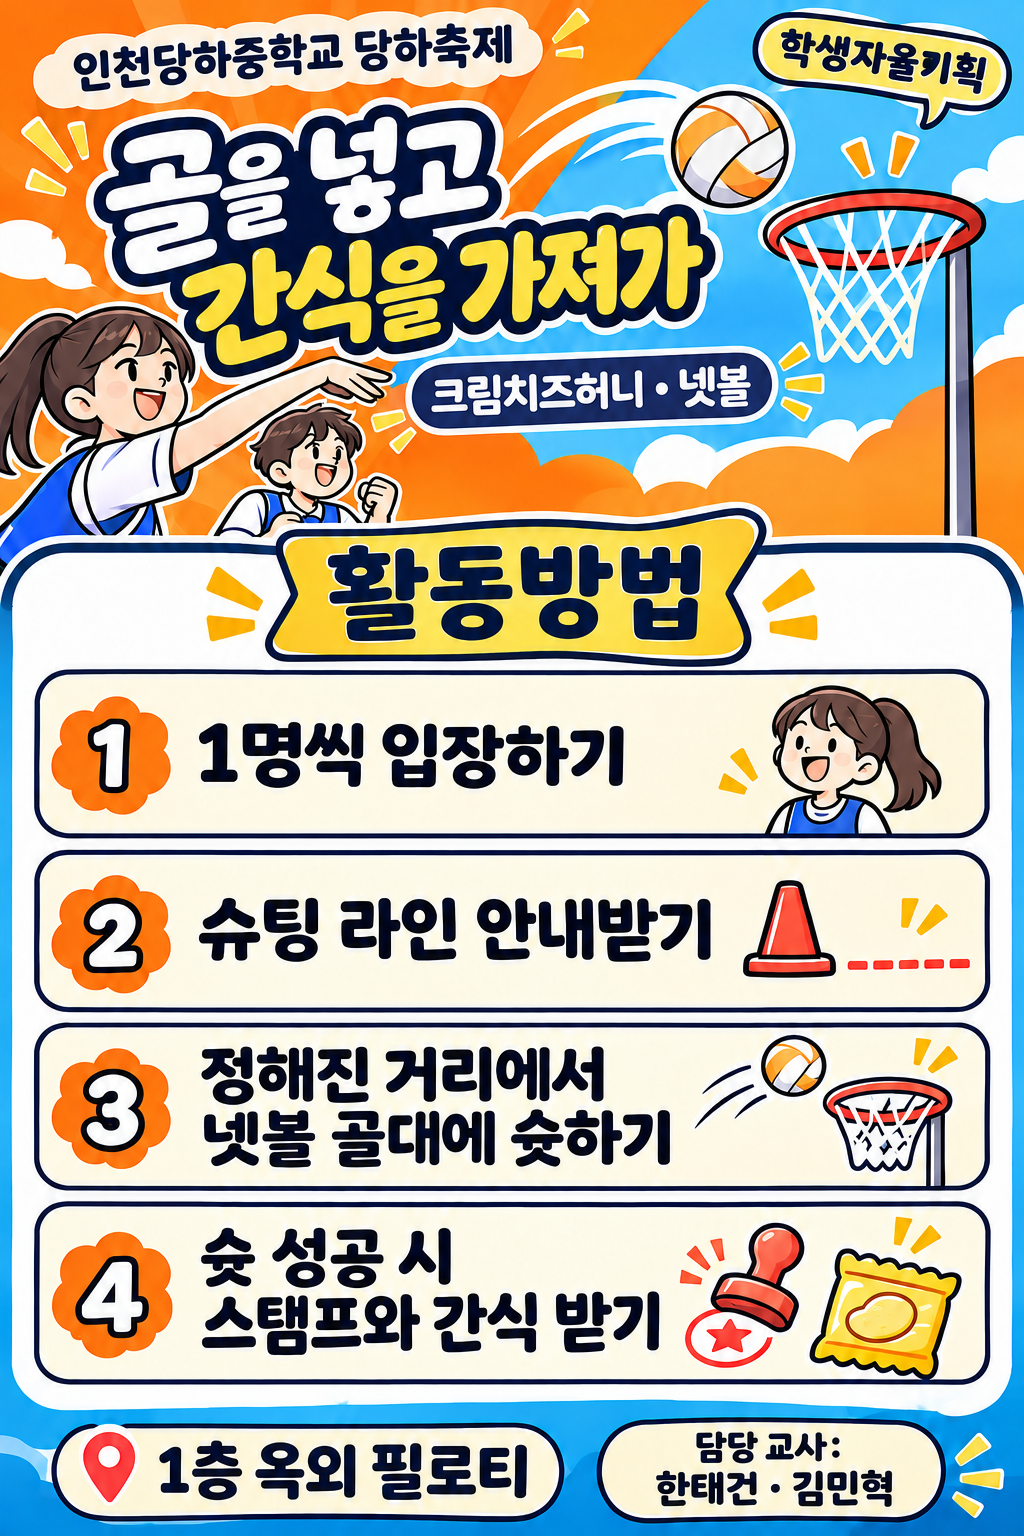 인천당하중학교 당하축제
학생자율키획
골을 넣고
간식을 가져가
크림치즈허니 · 넷볼
활동방법
1
1명씩 입장하기
2
슈팅 라인 안내받기
3
정해진 거리에서
넷볼 골대에 슛하기
4
슛 성공 시
스탬프와 간식 받기
1층 옥외 필로티
담당 교사:
한태건 · 김민혁